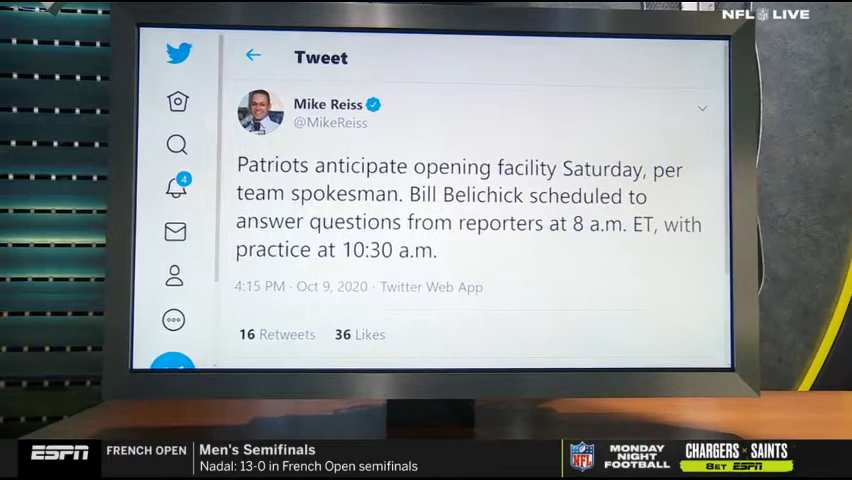 NFL LIVE
Tweet
Mike Reiss
@MikeReiss
4
Patriots anticipate opening facility Saturday, per
team spokesman. Bill Belichick scheduled to
answer questions from reporters at 8 a.m. ET, with
practice at 10:30 a.m.
4:15 PM · Oct 9, 2020 · Twitter Web App
16 Retweets 36 Likes
ESPN
FRENCH OPEN
Men's Semifinals
Nadal: 13-0 in French Open semifinals
NFL
MONDAY
NIGHT
FOOTBALL
CHARGERS × SAINTS
8ET ESPN